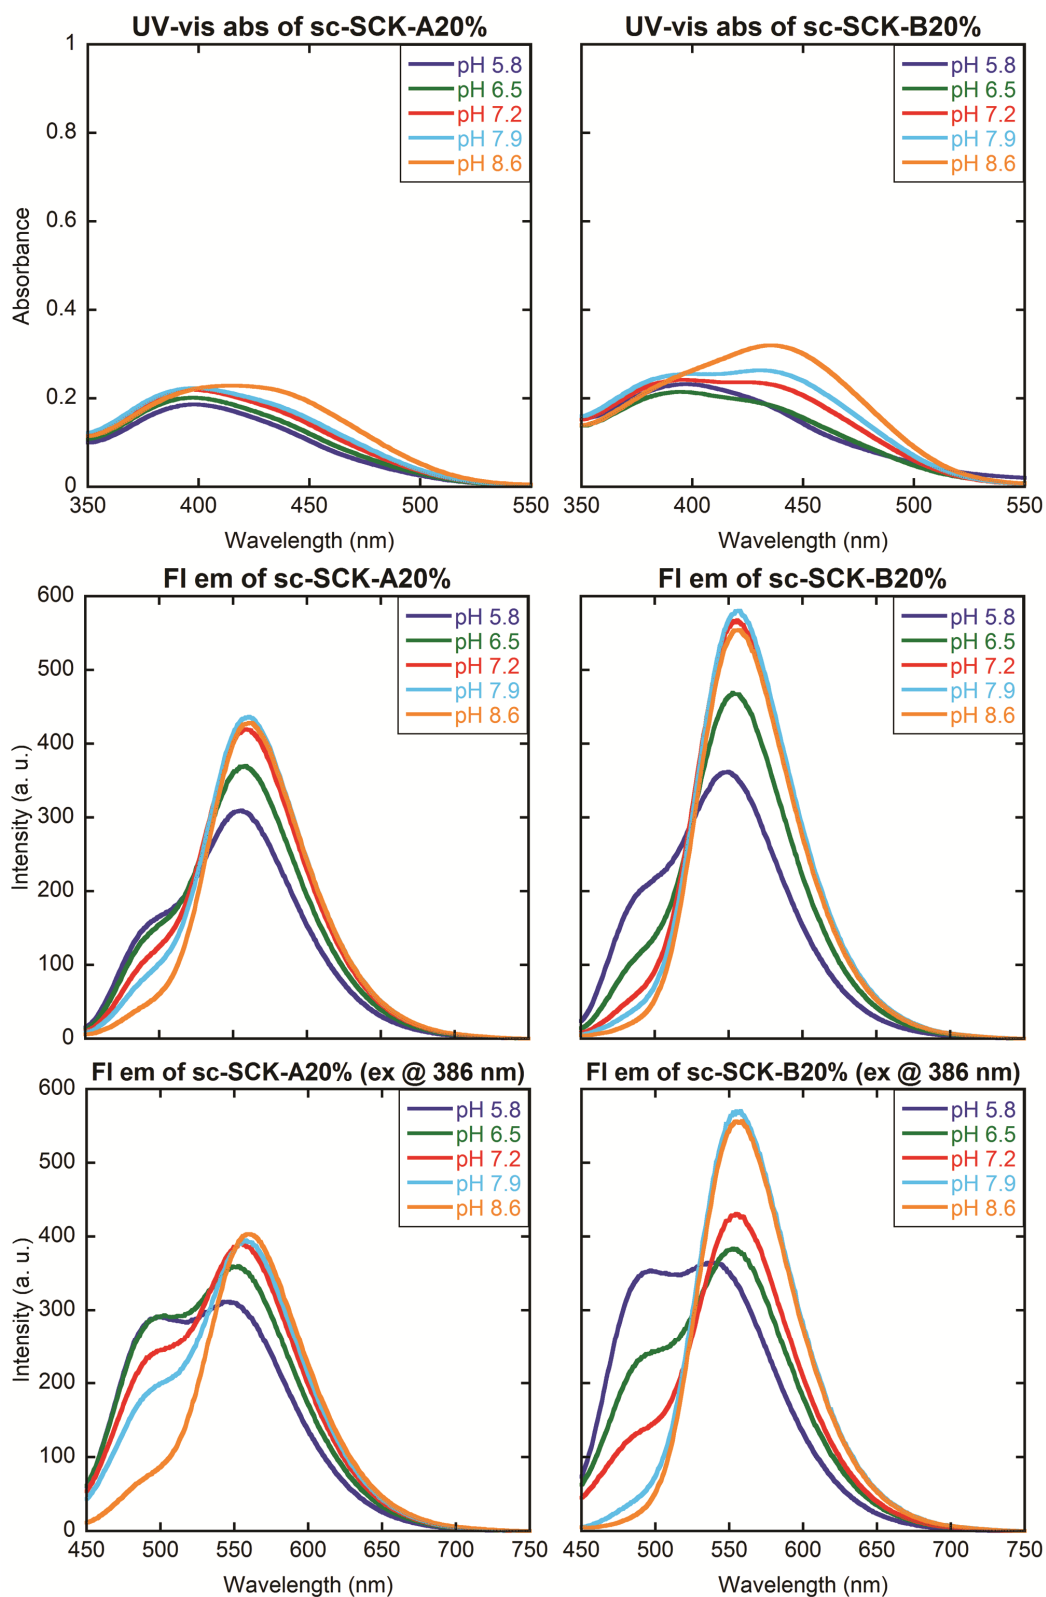 UV-vis abs of sc-SCK-A20%
UV-vis abs of sc-SCK-B20%
1
0.8
0.6
0.4
0.2
0
Absorbance
pH 5.8
pH 6.5
pH 7.2
pH 7.9
pH 8.6
pH 5.8
pH 6.5
pH 7.2
pH 7.9
pH 8.6
350 400 450 500 550
350 400 450 500 550
Wavelength (nm)
Wavelength (nm)
Fl em of sc-SCK-A20%
Fl em of sc-SCK-B20%
600
500
400
300
200
100
0
Intensity (a. u.)
pH 5.8
pH 6.5
pH 7.2
pH 7.9
pH 8.6
pH 5.8
pH 6.5
pH 7.2
pH 7.9
pH 8.6
Fl em of sc-SCK-A20% (ex @ 386 nm)
Fl em of sc-SCK-B20% (ex @ 386 nm)
600
500
400
300
200
100
0
Intensity (a. u.)
pH 5.8
pH 6.5
pH 7.2
pH 7.9
pH 8.6
pH 5.8
pH 6.5
pH 7.2
pH 7.9
pH 8.6
450 500 550 600 650 700 750
450 500 550 600 650 700 750
Wavelength (nm)
Wavelength (nm)